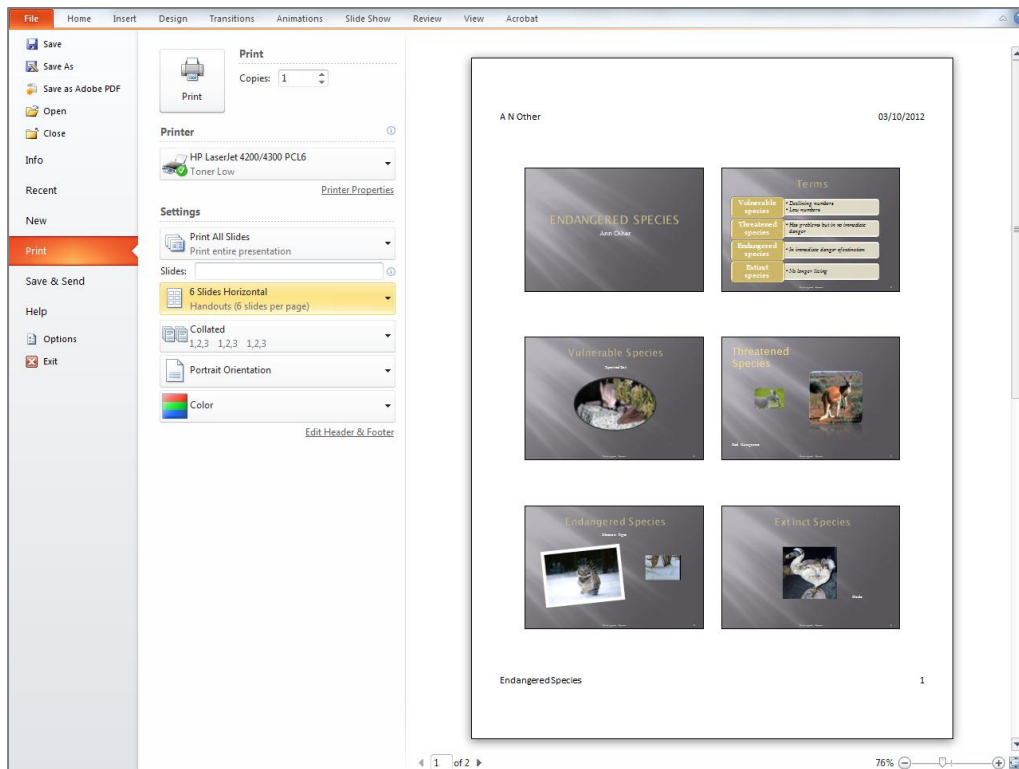 File Home Insert Design Transitions Animations Slide Show Review View Acrobat
Save
Save As
Save as Adobe PDF
Open
Close
Info
Recent
New
Print
Save & Send
Help
Options
Exit
Print
Print
Copies: 1
Printer
HP LaserJet 4200/4300 PCL6
Toner Low
Printer Properties
Settings
Print All Slides
Print entire presentation
Slides:
6 Slides Horizontal
Handouts (6 slides per page)
Collated
1,2,3 1,2,3 1,2,3
Portrait Orientation
Color
Edit Header & Footer
A N Other 03/10/2012
ENDANGERED SPECIES
Ann Other
Terms
Vulnerable species
• Declining numbers
• Low numbers
Threatened species
• Has problems but in no immediate danger
Endangered species
• In immediate danger of extinction
Extinct species
• No longer living
Vulnerable Species
Threatened
Species
Red Kangaroo
Endangered Species
Extinct Species
Endangered Species 1
1 of 2
76%